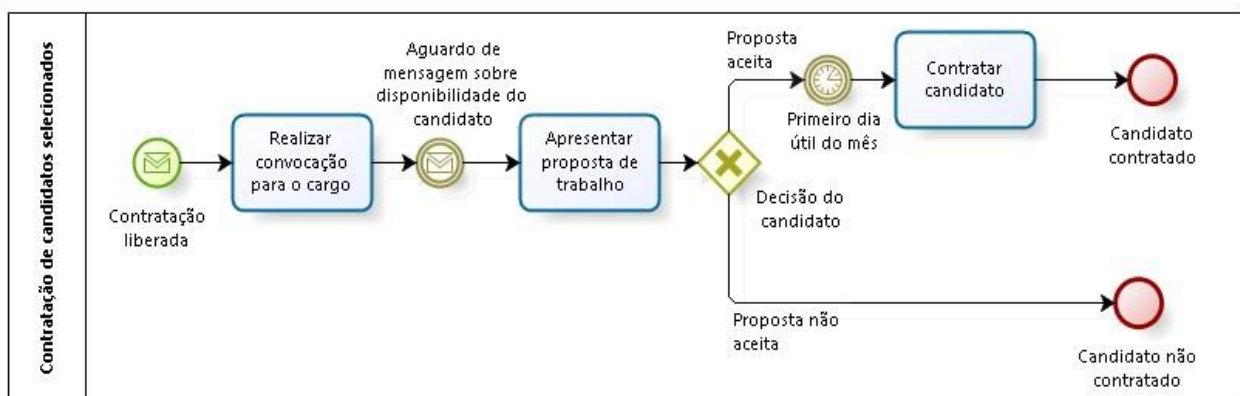 Contratação de candidatos selecionados
Contratação
liberada
Realizar
convocação
para o cargo
Aguardo de
mensagem sobre
disponibilidade do
candidato
Apresentar
proposta de
trabalho
Decisão do
candidato
Proposta
aceita
Primeiro dia
útil do mês
Contratar
candidato
Candidato
contratado
Proposta não
aceita
Candidato não
contratado